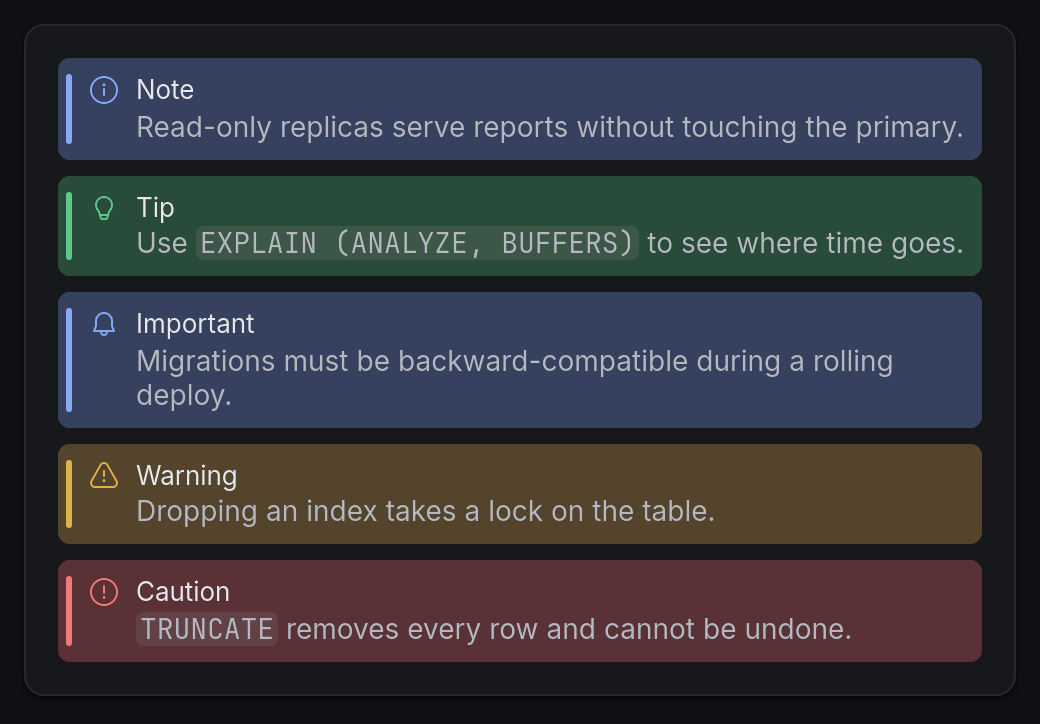 Note
Read-only replicas serve reports without touching the primary.
Tip
Use EXPLAIN (ANALYZE, BUFFERS) to see where time goes.
Important
Migrations must be backward-compatible during a rolling
deploy.
Warning
Dropping an index takes a lock on the table.
Caution
TRUNCATE removes every row and cannot be undone.